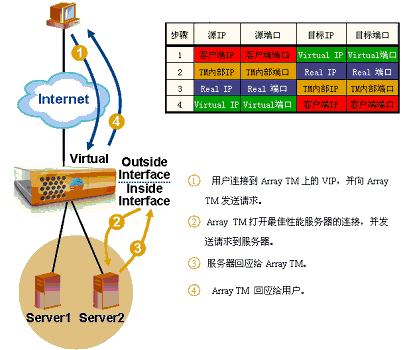 步骤 源IP 源端口 目标IP 目标端口
1 客户端IP 客户端端口 Virtual IP Virtual端口
2 TM内部IP TM内部端口 Real IP Real 端口
3 Real IP Real 端口 TM内部IP TM内部端口
4 Virtual IP Virtual端口 客户端IP 客户端端口
1
Internet
4
Virtual
Outside
Interface
Inside
Interface
2
3
Server1 Server2
① 用户连接到 Array TM 上的 VIP，并向 Array
TM 发送请求。
② Array TM 打开最佳性能服务器的连接，并发
送请求到服务器。
③ 服务器回应给 Array TM。
④ Array TM 回应给用户。